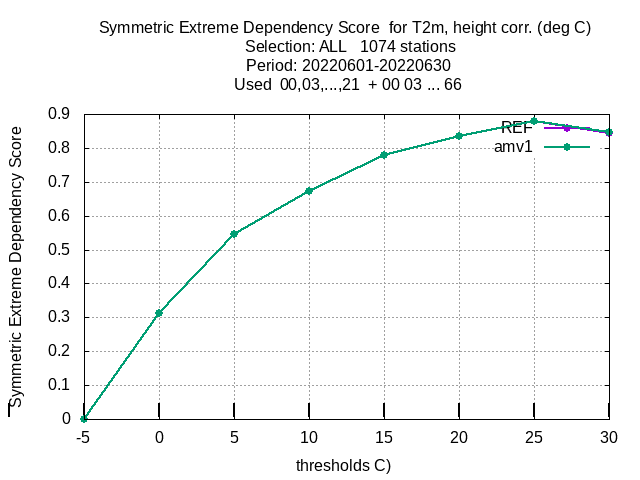 Symmetric Extreme Dependency Score  for T2m, height corr. (deg C)
Selection: ALL   1074 stations
Period: 20220601-20220630
Used  00,03,...,21  + 00 03 ... 66
Symmetric Extreme Dependency Score
0.9
0.8
0.7
0.6
0.5
0.4
0.3
0.2
0.1
0
REF
amv1
-5 0 5 10 15 20 25 30
thresholds C)